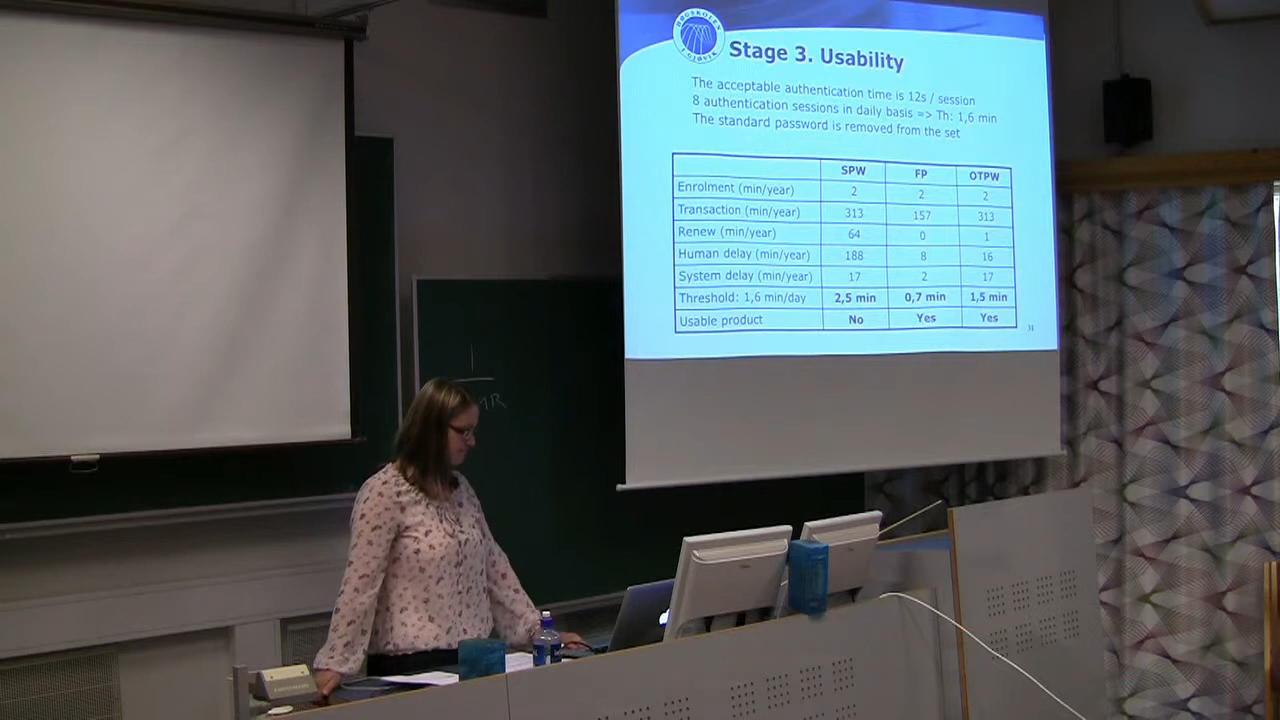 HØGSKOLEN I GJØVIK
Stage 3. Usability
The acceptable authentication time is 12s / session
8 authentication sessions in daily basis => Th: 1,6 min
The standard password is removed from the set
SPW FP OTPW
Enrolment (min/year) 2 2 2
Transaction (min/year) 313 157 313
Renew (min/year) 64 0 1
Human delay (min/year) 188 8 16
System delay (min/year) 17 2 17
Threshold: 1,6 min/day 2,5 min 0,7 min 1,5 min
Usable product No Yes Yes
31
1